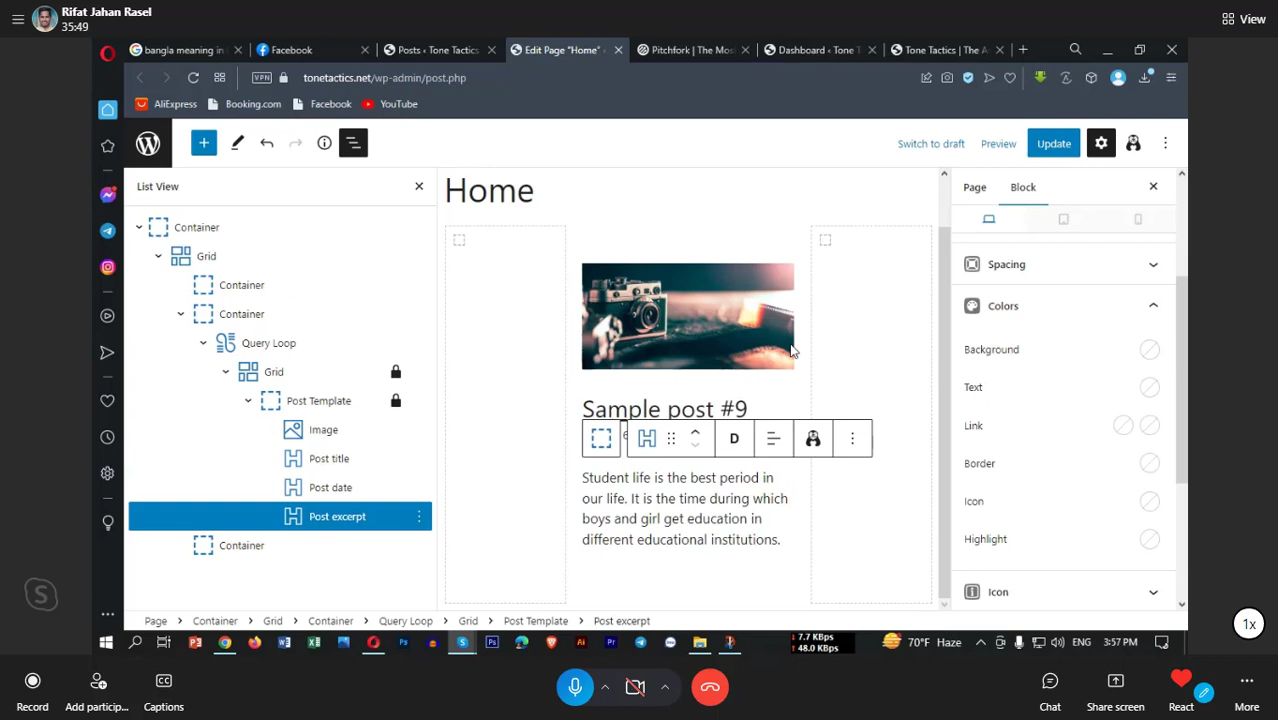 Rifat Jahan Rasel
35:49
View
bangla meaning in
Facebook
Posts ‹ Tone Tactics
Edit Page “Home”
Pitchfork | The Mos
Dashboard ‹ Tone T
Tone Tactics | The A
VPN
tonetactics.net/wp-admin/post.php
AliExpress
Booking.com
Facebook
YouTube
Switch to draft
Preview
Update
List View
Container
Grid
Container
Container
Query Loop
Grid
Post Template
Image
Post title
Post date
Post excerpt
Container
Home
Sample post #9
D
Student life is the best period in
our life. It is the time during which
boys and girl get education in
different educational institutions.
Page
Block
Spacing
Colors
Background
Text
Link
Border
Icon
Highlight
Icon
Page
Container
Grid
Container
Query Loop
Grid
Post Template
Post excerpt
1x
7.7 KBps
48.0 KBps
70°F Haze
ENG
3:57 PM
Record
Add particip...
Captions
Chat
Share screen
React
More